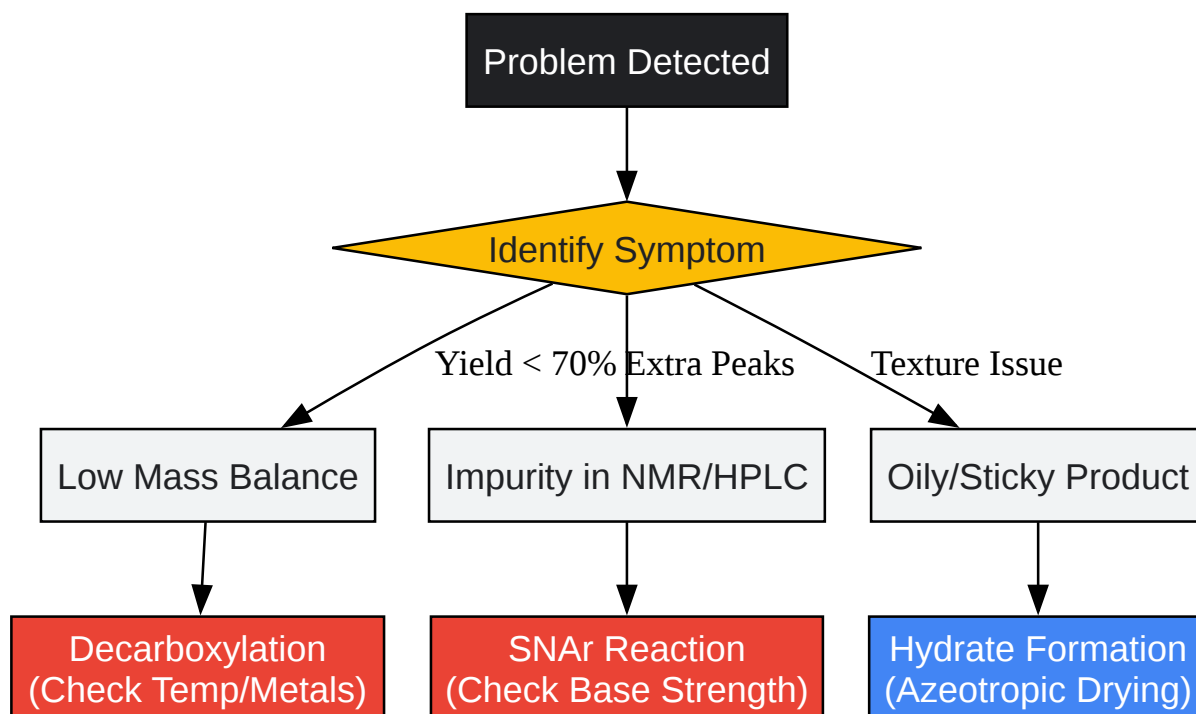 Problem Detected
Identify Symptom
Yield < 70%
Extra Peaks
Texture Issue
Low Mass Balance
Impurity in NMR/HPLC
Oily/Sticky Product
Decarboxylation
(Check Temp/Metals)
SNAr Reaction
(Check Base Strength)
Hydrate Formation
(Azeotropic Drying)